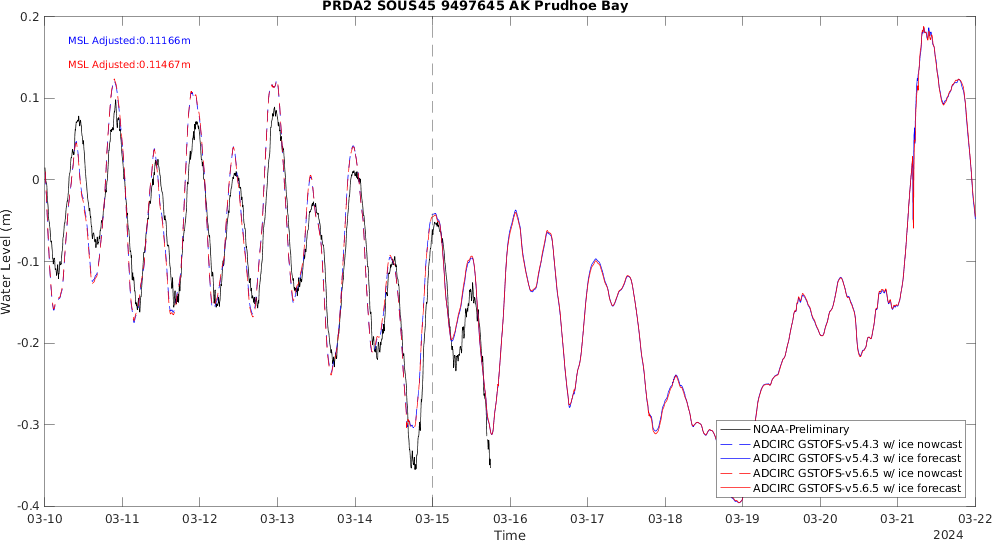 PRDA2 SOUS45 9497645 AK Prudhoe Bay
MSL Adjusted:0.11166m
MSL Adjusted:0.11467m
Water Level (m)
0.2
0.1
0
-0.1
-0.2
-0.3
-0.4
NOAA-Preliminary
ADCIRC GSTOFS-v5.4.3 w/ ice nowcast
ADCIRC GSTOFS-v5.4.3 w/ ice forecast
ADCIRC GSTOFS-v5.6.5 w/ ice nowcast
ADCIRC GSTOFS-v5.6.5 w/ ice forecast
03-10 03-11 03-12 03-13 03-14 03-15 03-16 03-17 03-18 03-19 03-20 03-21 03-22
Time
2024